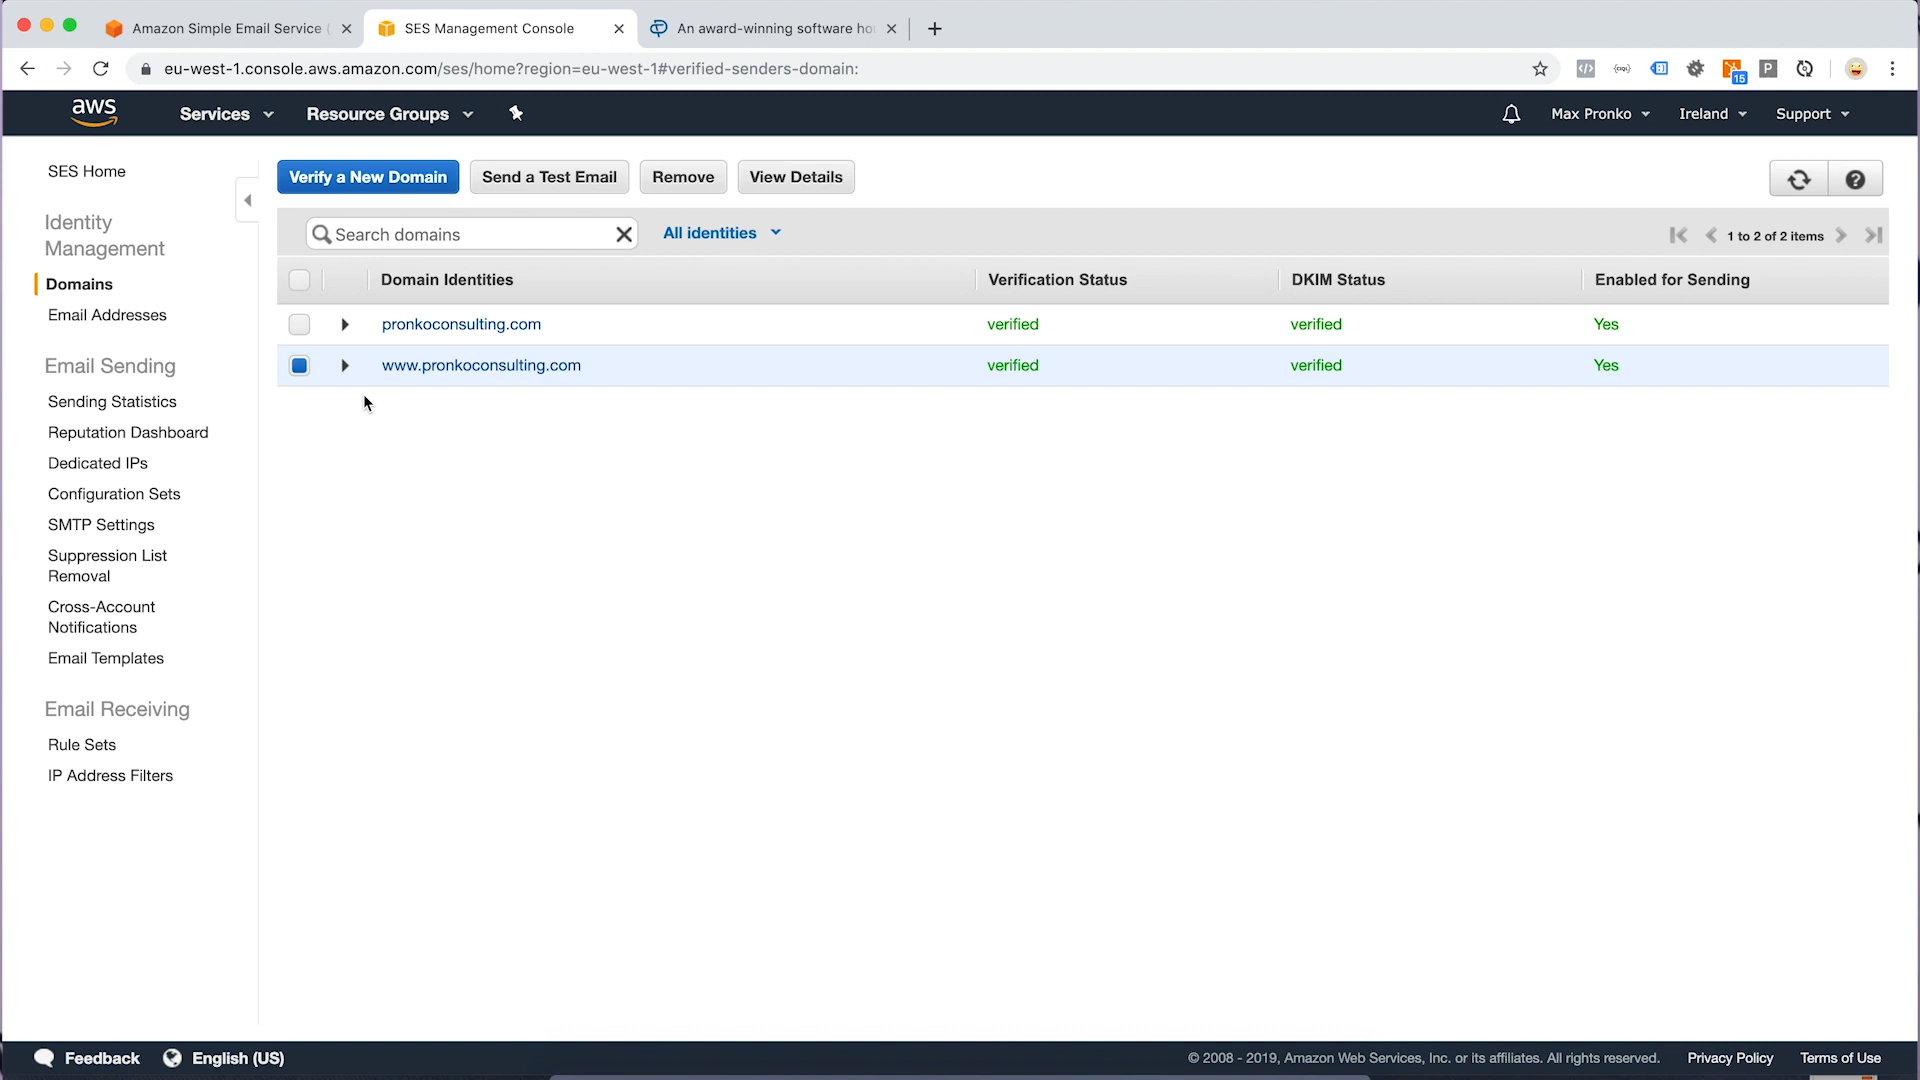 Amazon Simple Email Service (
SES Management Console
An award-winning software hou
eu-west-1.console.aws.amazon.com/ses/home?region=eu-west-1#verified-senders-domain:
15
P
aws
Services
Resource Groups
Max Pronko
Ireland
Support
SES Home
Identity
Management
Domains
Email Addresses
Email Sending
Sending Statistics
Reputation Dashboard
Dedicated IPs
Configuration Sets
SMTP Settings
Suppression List
Removal
Cross-Account
Notifications
Email Templates
Email Receiving
Rule Sets
IP Address Filters
Verify a New Domain
Send a Test Email
Remove
View Details
Search domains
All identities
1 to 2 of 2 items
Domain Identities
Verification Status
DKIM Status
Enabled for Sending
pronkoconsulting.com
verified
verified
Yes
www.pronkoconsulting.com
verified
verified
Yes
Feedback
English (US)
© 2008 - 2019, Amazon Web Services, Inc. or its affiliates. All rights reserved.
Privacy Policy
Terms of Use